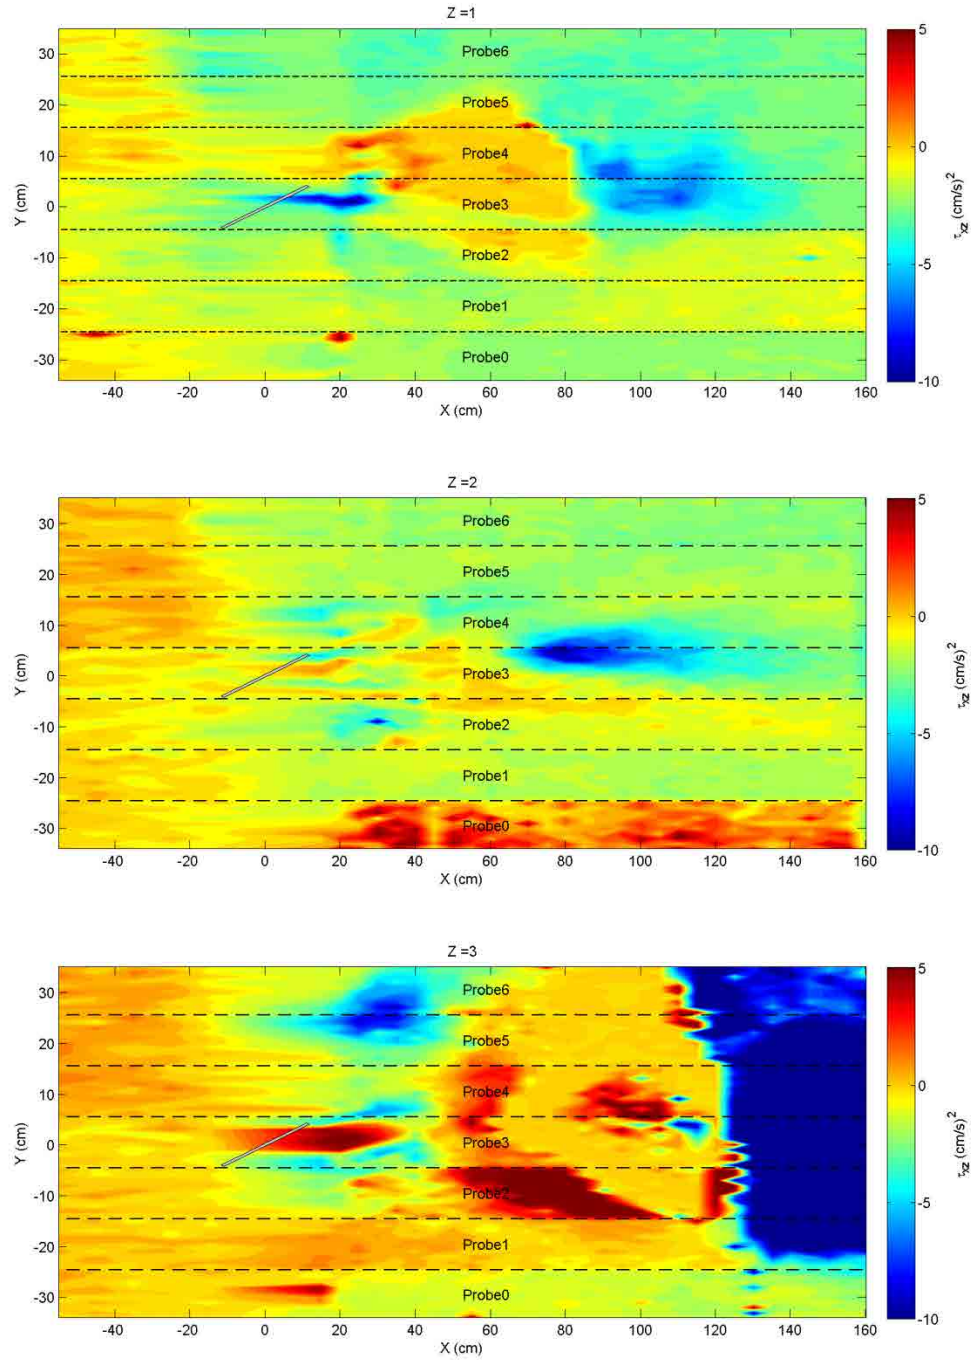 Z =1
30
20
10
0
-10
-20
-30
Y (cm)
Probe6
Probe5
Probe4
Probe3
Probe2
Probe1
Probe0
-40 -20 0 20 40 60 80 100 120 140 160
X (cm)
5
0
-5
-10
τxz (cm/s)²
Z =2
30
20
10
0
-10
-20
-30
Y (cm)
Probe6
Probe5
Probe4
Probe3
Probe2
Probe1
Probe0
-40 -20 0 20 40 60 80 100 120 140 160
X (cm)
5
0
-5
-10
τxz (cm/s)²
Z =3
30
20
10
0
-10
-20
-30
Y (cm)
Probe6
Probe5
Probe4
Probe3
Probe2
Probe1
Probe0
-40 -20 0 20 40 60 80 100 120 140 160
X (cm)
5
0
-5
-10
τxz (cm/s)²